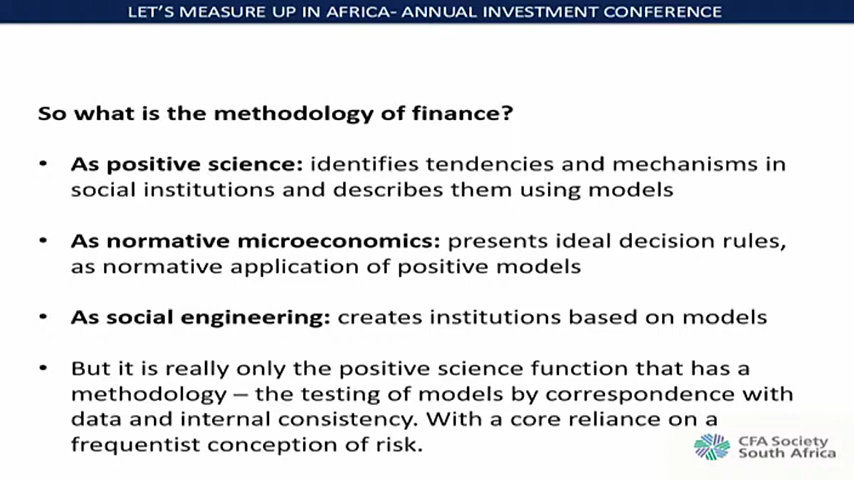 LET'S MEASURE UP IN AFRICA- ANNUAL INVESTMENT CONFERENCE
So what is the methodology of finance?
• As positive science: identifies tendencies and mechanisms in
social institutions and describes them using models
• As normative microeconomics: presents ideal decision rules,
as normative application of positive models
• As social engineering: creates institutions based on models
• But it is really only the positive science function that has a
methodology – the testing of models by correspondence with
data and internal consistency. With a core reliance on a
frequentist conception of risk.
CFA Society
South Africa